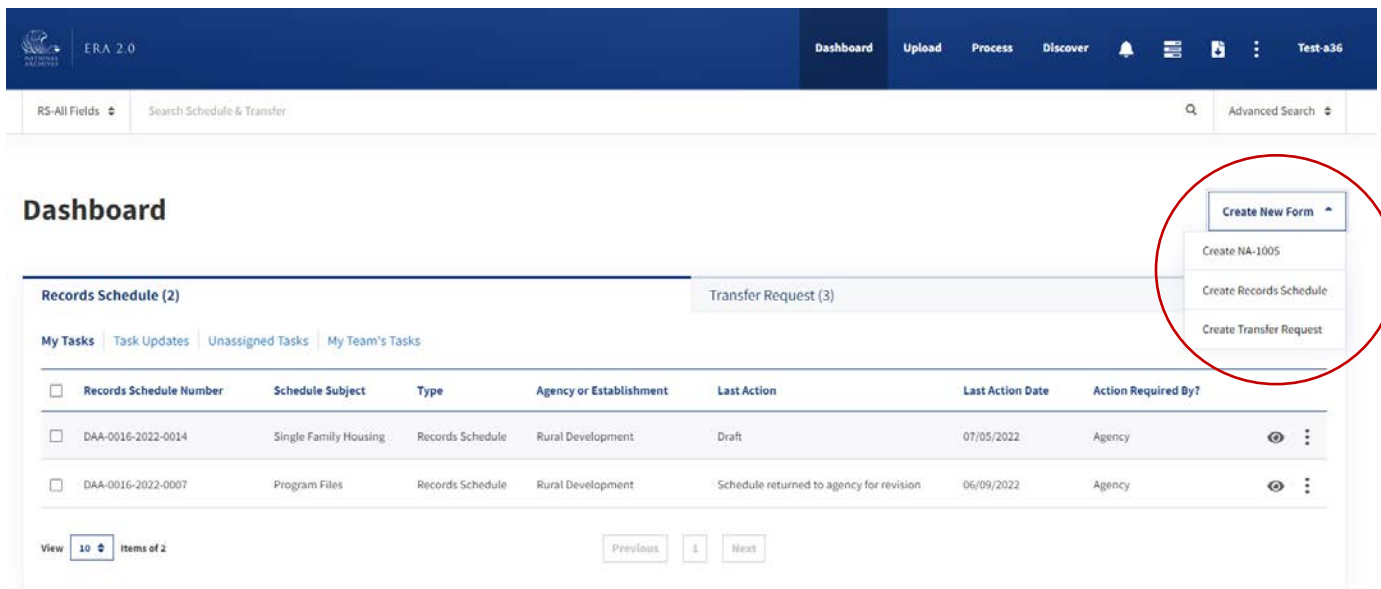 NATIONAL ARCHIVES ERA 2.0 Dashboard Upload Process Discover Test-a36
RS-All Fields Search Schedule & Transfer Advanced Search
Dashboard
Create New Form
Create NA-1005
Create Records Schedule
Create Transfer Request
Records Schedule (2) Transfer Request (3)
My Tasks Task Updates Unassigned Tasks My Team's Tasks
Records Schedule Number Schedule Subject Type Agency or Establishment Last Action Last Action Date Action Required By?
DAA-0016-2022-0014 Single Family Housing Records Schedule Rural Development Draft 07/05/2022 Agency
DAA-0016-2022-0007 Program Files Records Schedule Rural Development Schedule returned to agency for revision 06/09/2022 Agency
View 10 Items of 2 Previous 1 Next